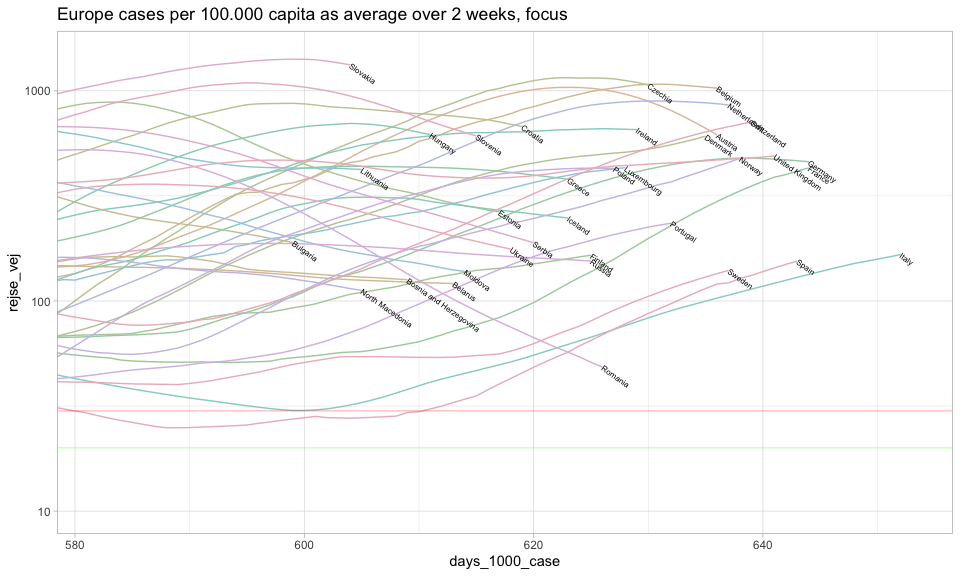 Europe cases per 100.000 capita as average over 2 weeks, focus
rejse_vej
1000
100
10
Slovakia
Czechya
Belgium
Netherlands
Switzerland
Croatia
Ireland
Hungary
Slovenia
Austria
Denmark
Lithuania
Poland
Luxembourg
Greece
Norway
United Kingdom
Germany
France
Estonia
Iceland
Portugal
Bulgaria
Serbia
Ukraine
Finland
Russia
Italy
Moldova
Belarus
Sweden
Spain
North Macedonia
Bosnia and Herzegovina
Romania
580
600
620
640
days_1000_case